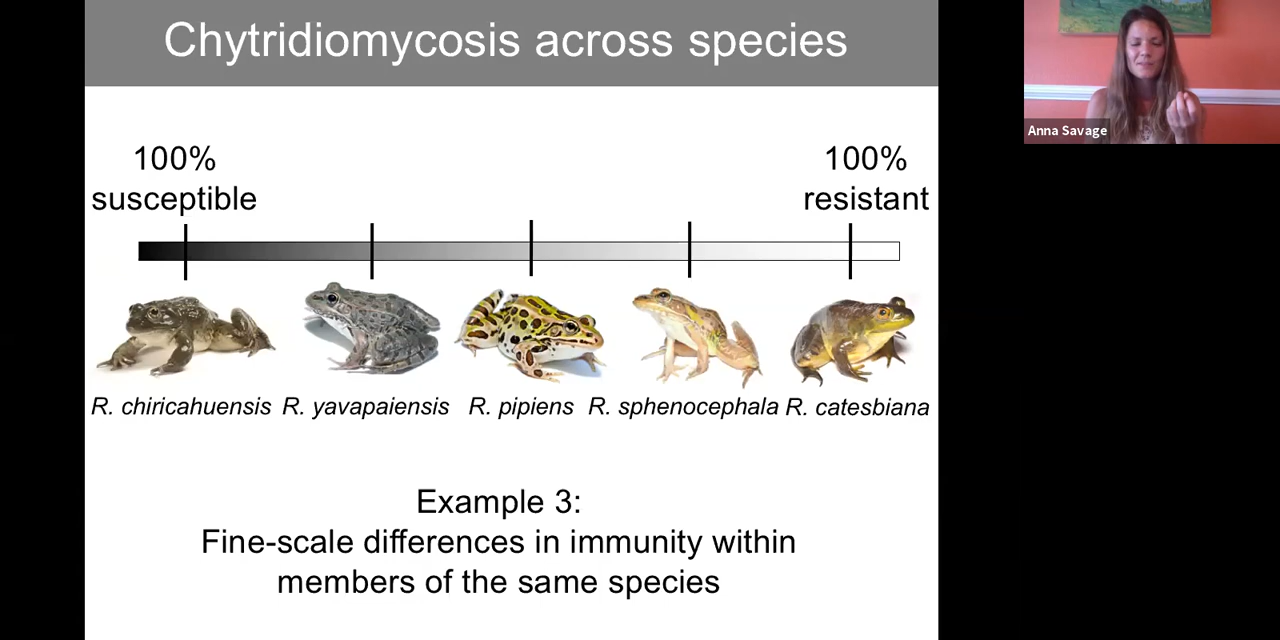 Chytridiomycosis across species
100%
susceptible
100%
resistant
R. chiricahuensis
R. yavapaiensis
R. pipiens
R. sphenocephala
R. catesbiana
Example 3:
Fine-scale differences in immunity within
members of the same species
Anna Savage